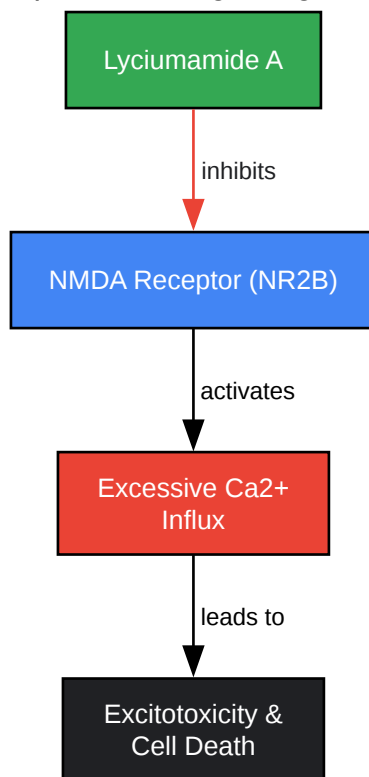 Lyciumamide A
inhibits
NMDA Receptor (NR2B)
activates
Excessive Ca2+
Influx
leads to
Excitotoxicity &
Cell Death